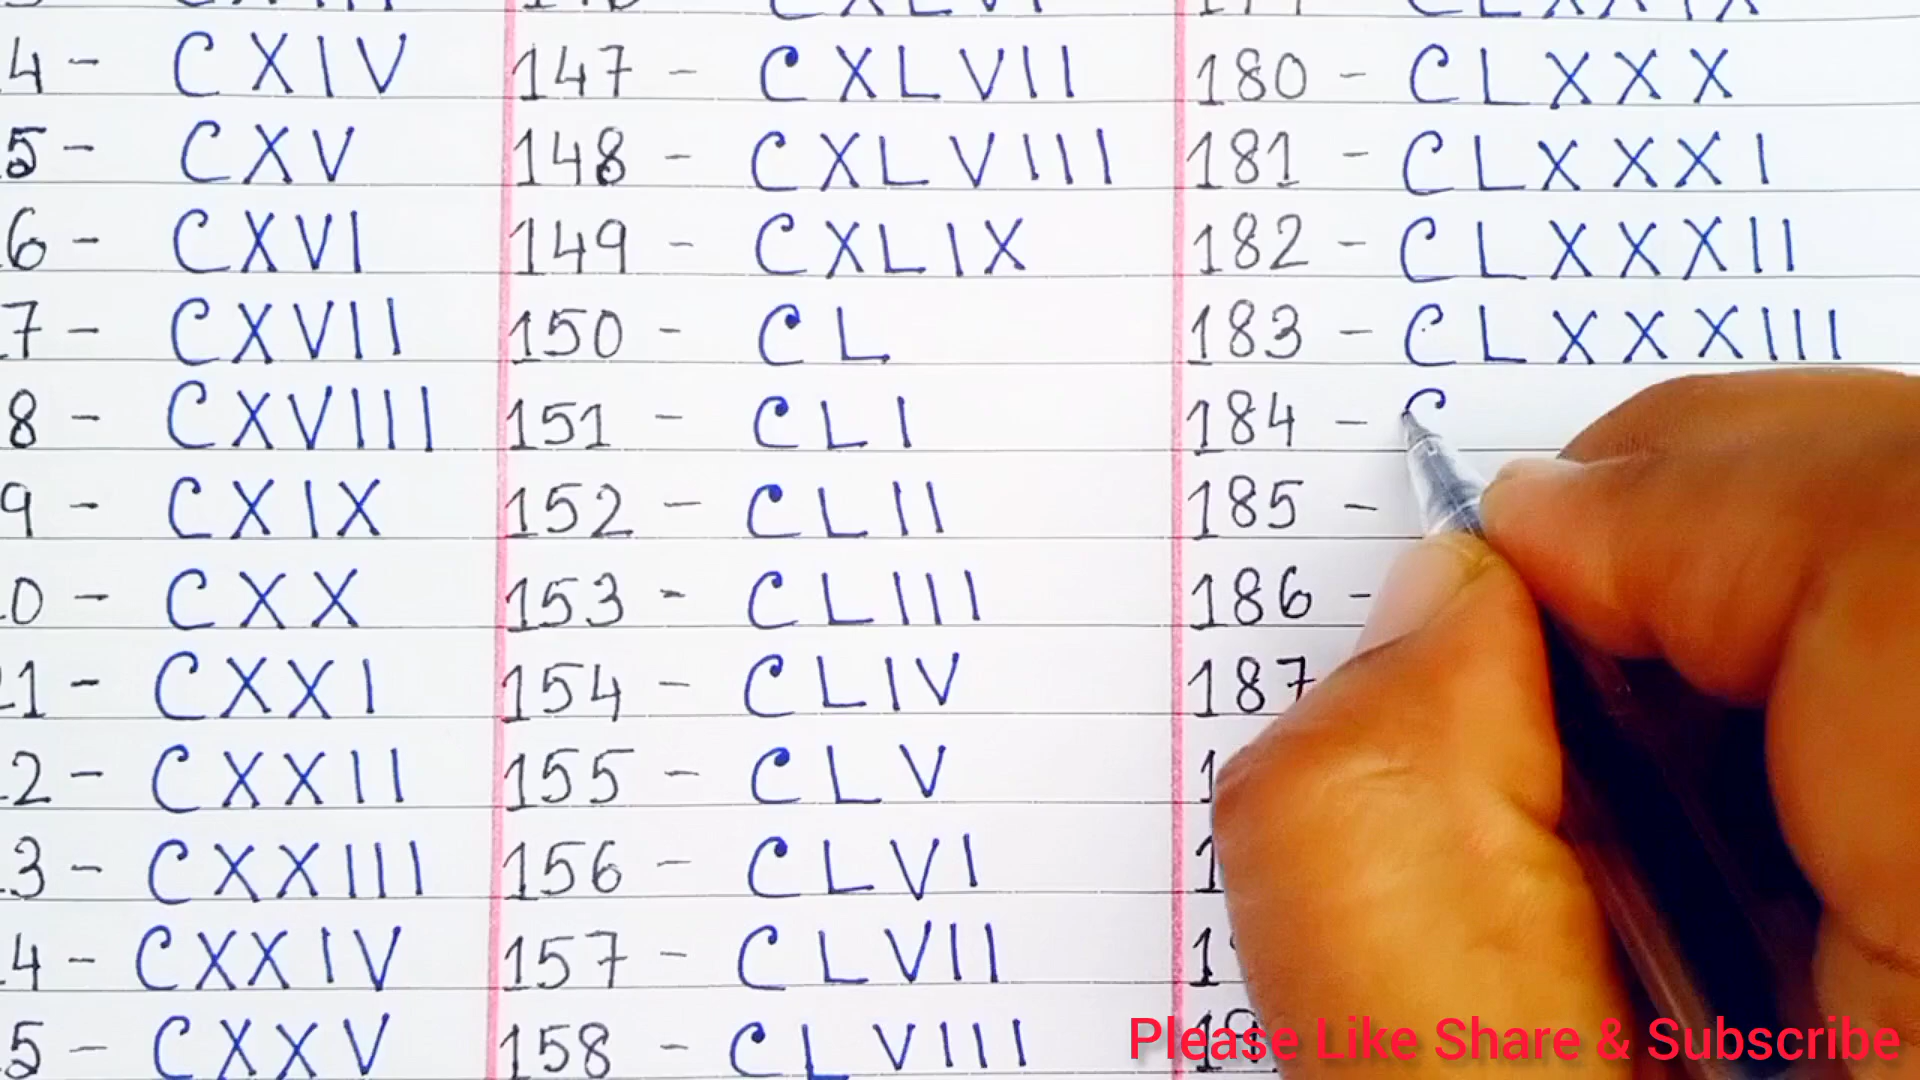 4 - CXIV
5 - CXV
6 - CXVI
7 - CXVII
8 - CXVIII
9 - CXIX
0 - CXX
1 - CXXI
2 - CXXII
3 - CXXIII
4 - CXXIV
5 - CXXV
147 - CXLVII
148 - CXLVIII
149 - CXLIX
150 - CL
151 - CLI
152 - CLII
153 - CLIII
154 - CLIV
155 - CLV
156 - CLVI
157 - CLVII
158 - CLVIII
180 - CLXXX
181 - CLXXXI
182 - CLXXXII
183 - CLXXXIII
184 - C
185 -
186 -
187
Please Like Share & Subscribe